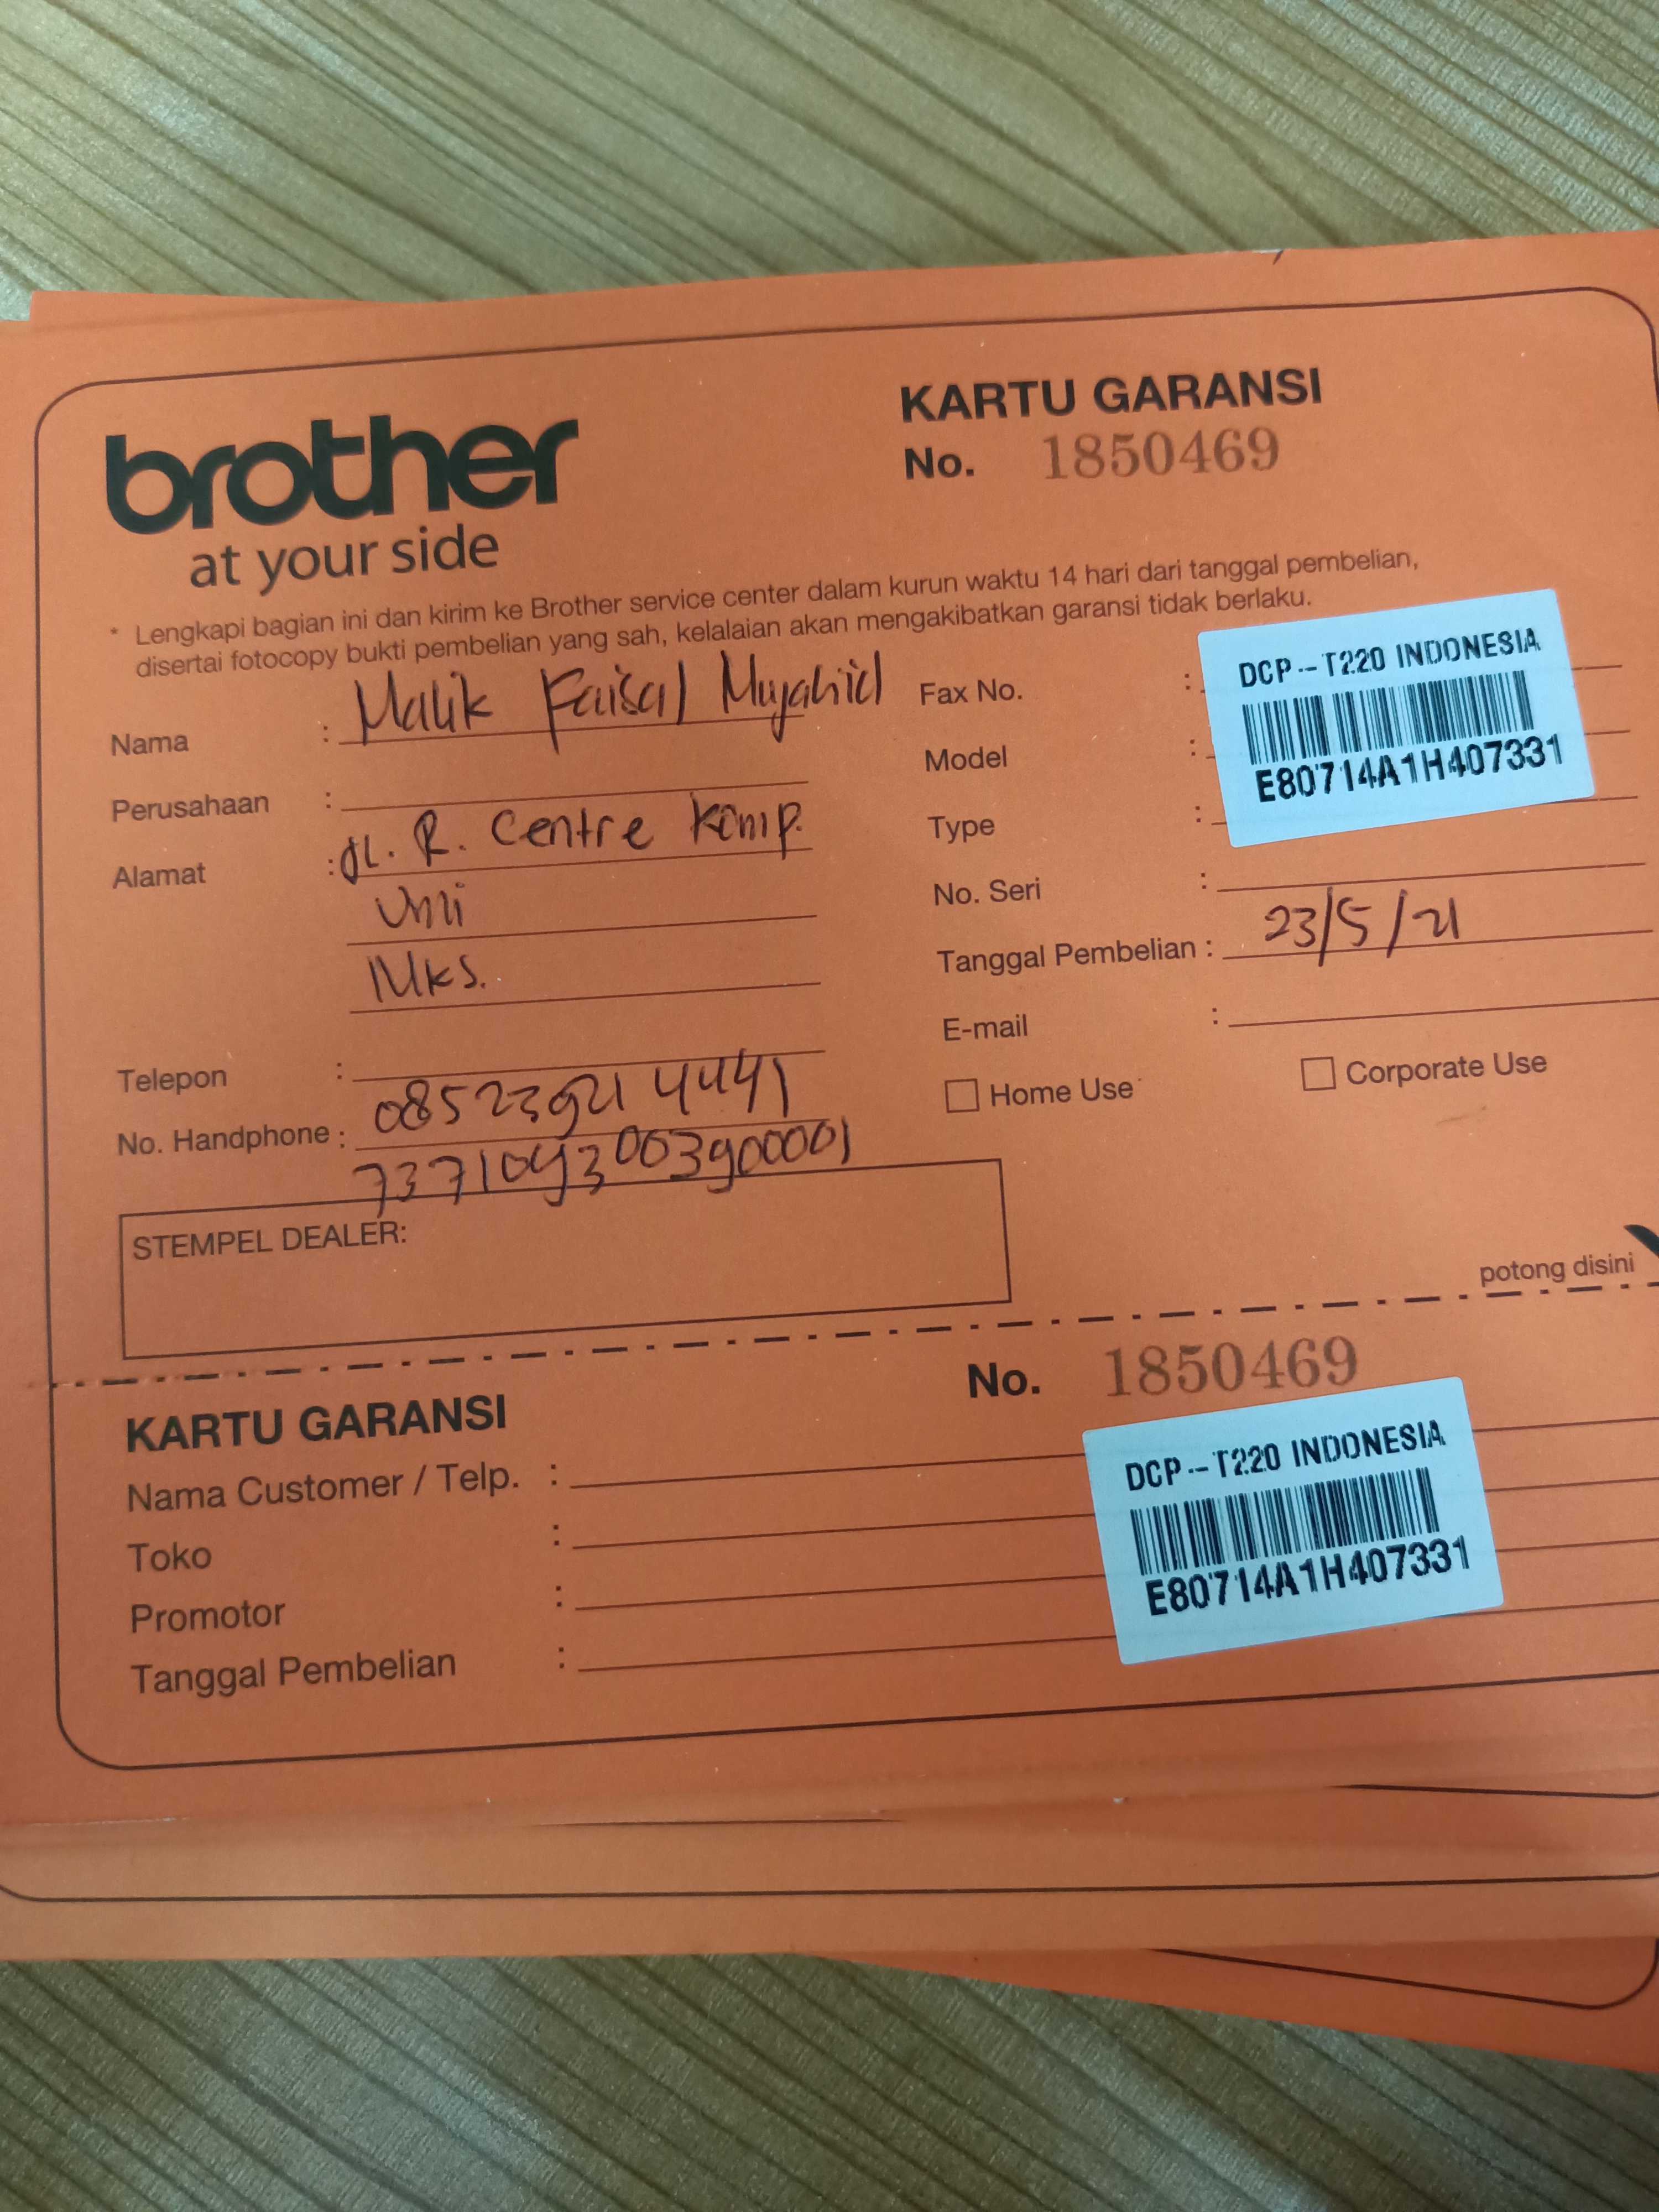 brother
at your side
KARTU GARANSI
No. 1850469
* Lengkapi bagian ini dan kirim ke Brother service center dalam kurun waktu 14 hari dari tanggal pembelian,
disertai fotocopy bukti pembelian yang sah, kelalaian akan mengakibatkan garansi tidak berlaku.
Nama : Malik Faisal Mujahid
Perusahaan :
Alamat : Jl. R. Centre Komp.
Umi
Mks.
Telepon :
No. Handphone : 085239214441
7371093003900001
Fax No. :
Model :
Type :
No. Seri :
DCP-T220 INDONESIA
E80714A1H407331
Tanggal Pembelian : 23/5/21
E-mail :
Home Use
Corporate Use
STEMPEL DEALER:
potong disini
KARTU GARANSI
No. 1850469
Nama Customer / Telp. :
Toko :
Promotor :
Tanggal Pembelian :
DCP-T220 INDONESIA
E80714A1H407331